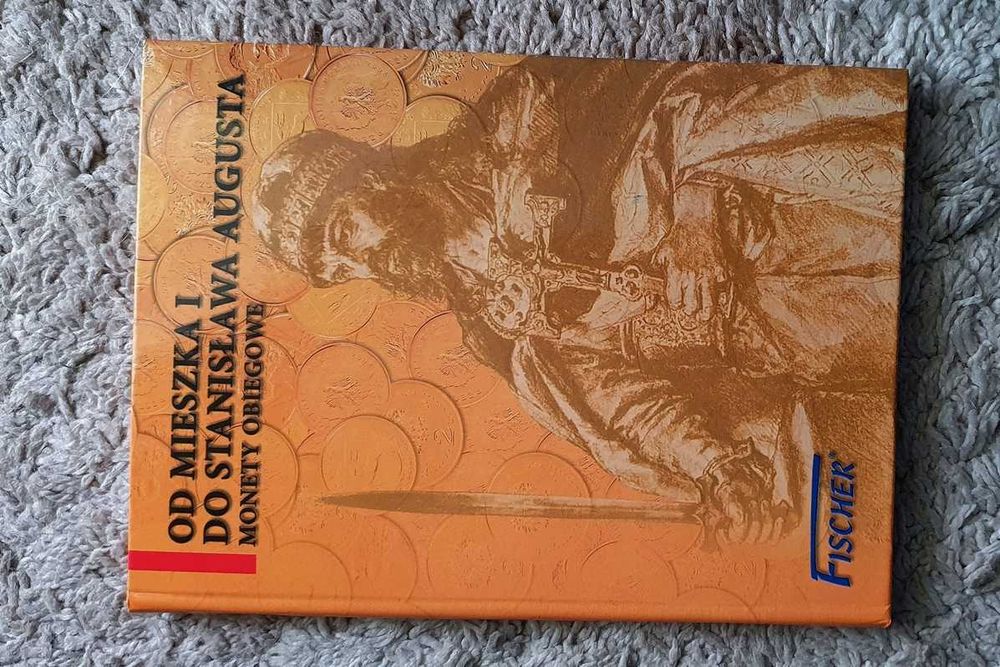 OD MIESZKA I
DO STANISŁAWA AUGUSTA
MONETY OBIEGOWE
FISCHER®